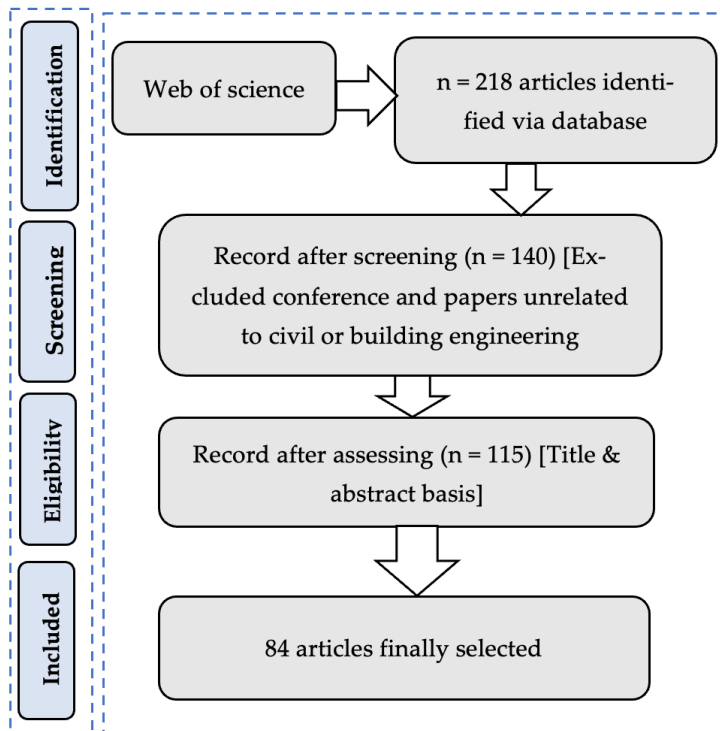 Identification
Web of science
n = 218 articles identi-
fied via database
Screening
Record after screening (n = 140) [Ex-
cluded conference and papers unrelated
to civil or building engineering
Eligibility
Record after assessing (n = 115) [Title &
abstract basis]
Included
84 articles finally selected